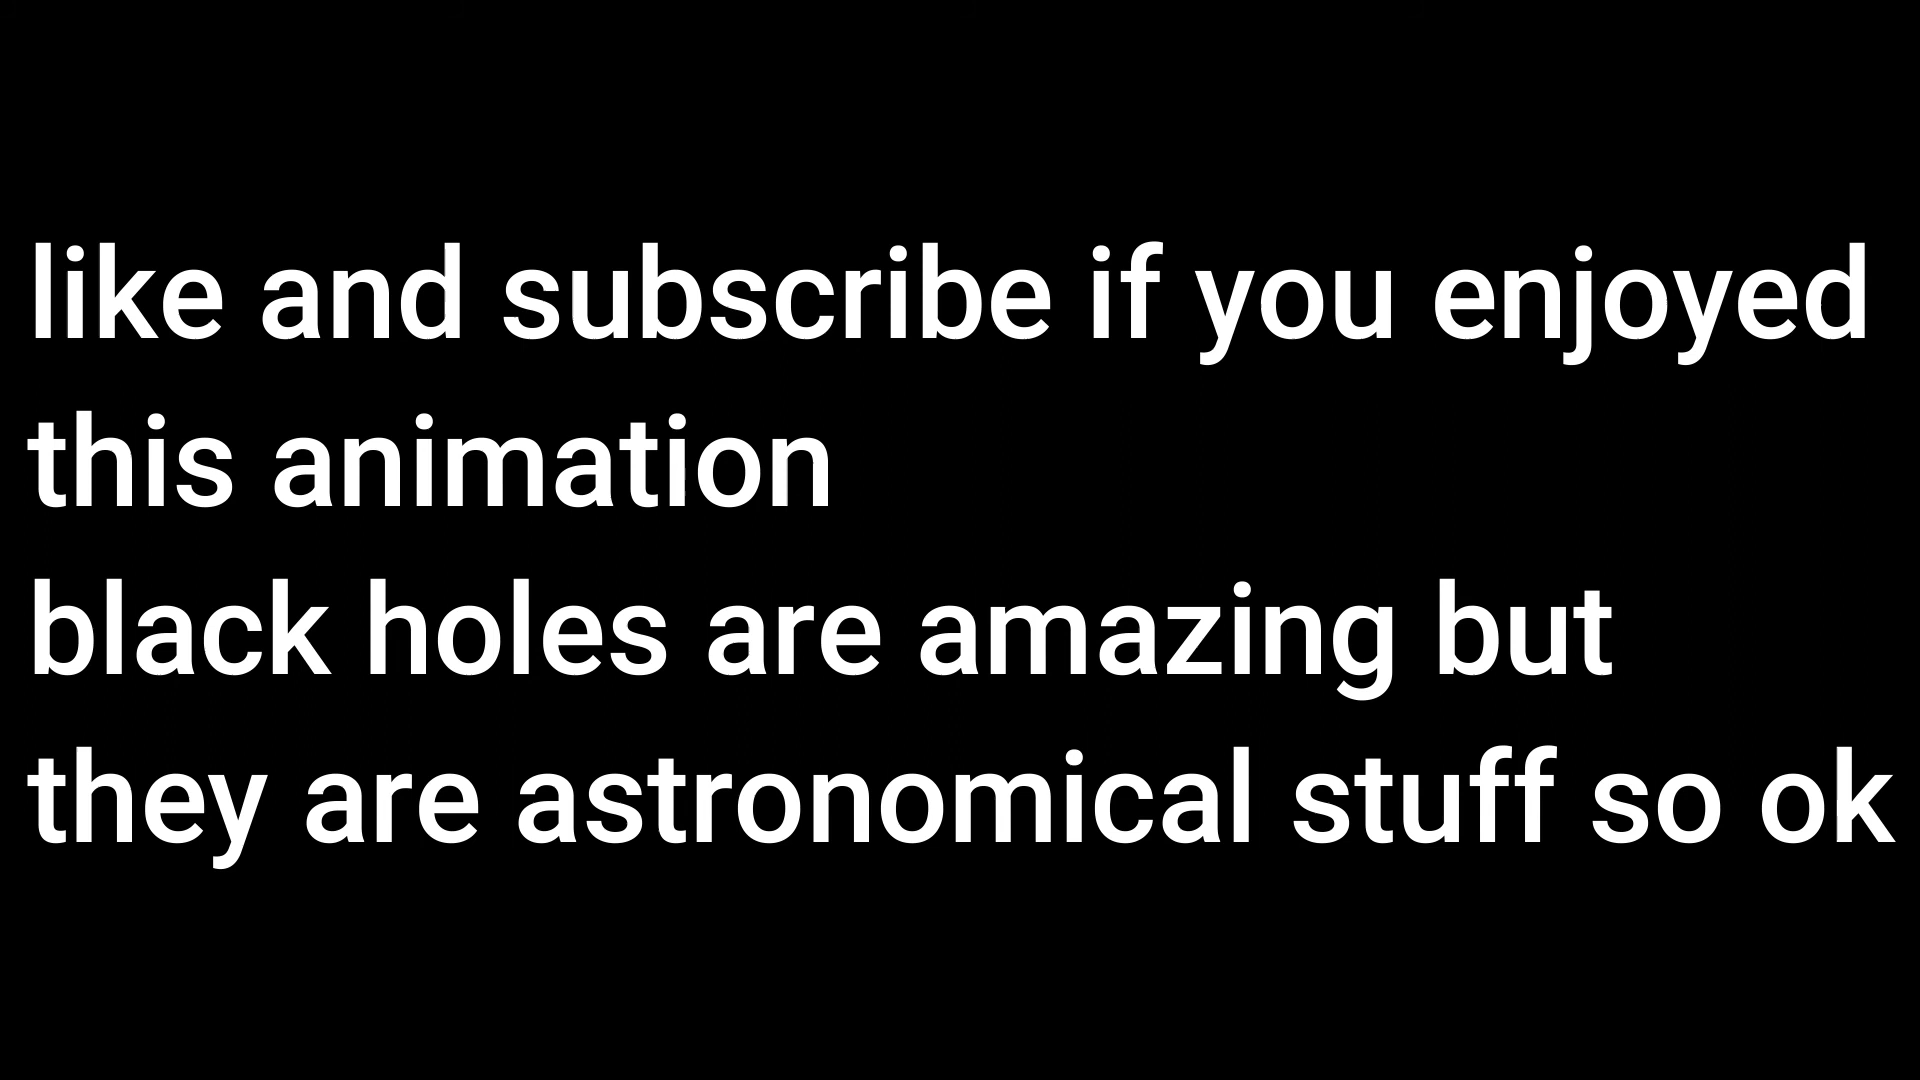 like and subscribe if you enjoyed
this animation
black holes are amazing but
they are astronomical stuff so ok